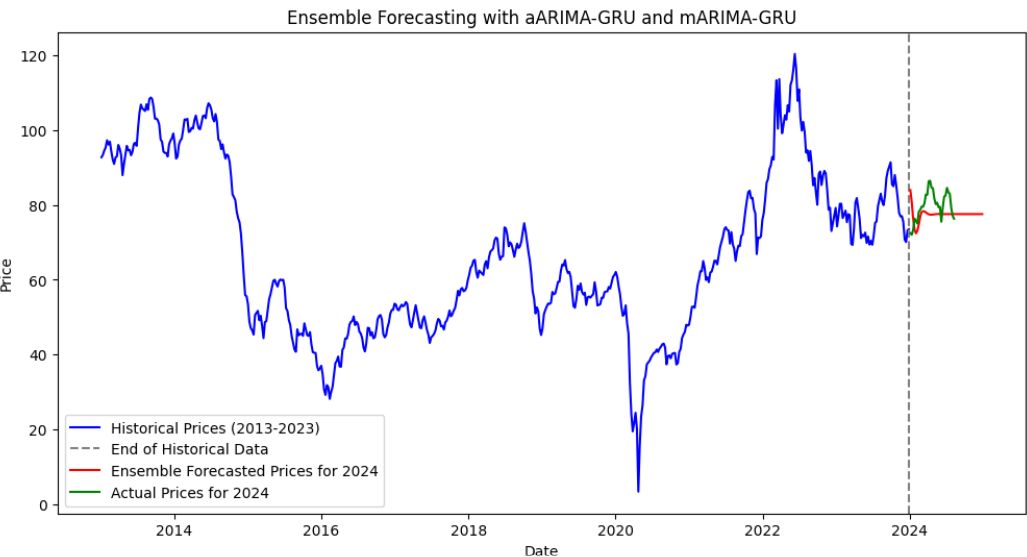 Ensemble Forecasting with aARIMA-GRU and mARIMA-GRU
120
100
80
60
40
20
0
Price
Historical Prices (2013-2023)
End of Historical Data
Ensemble Forecasted Prices for 2024
Actual Prices for 2024
2014 2016 2018 2020 2022 2024
Date